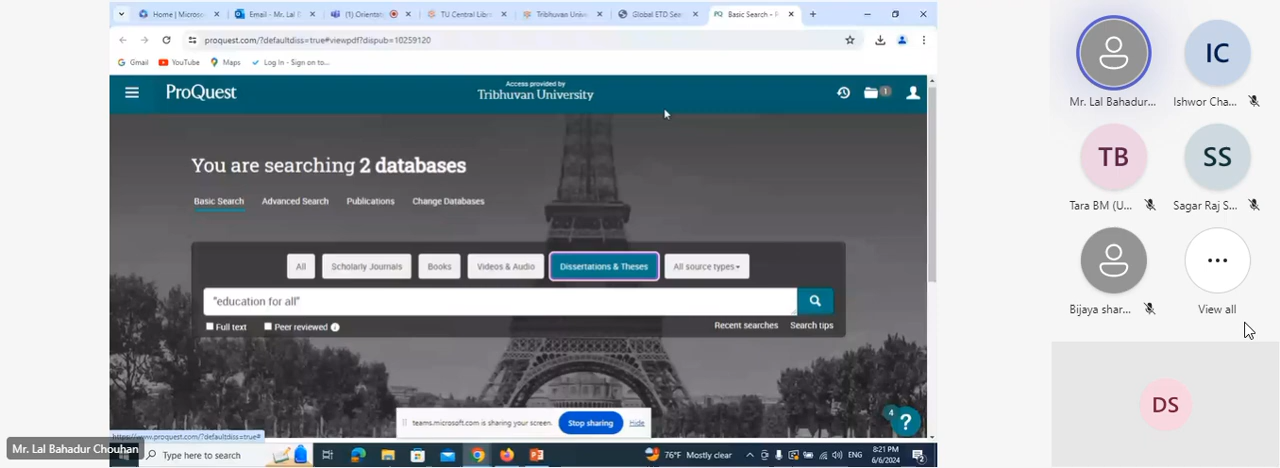 Home | Microsc
Email - Mr. Lal
(1) Orientat
TU Central Libr
Tribhuvan Univ
Global ETD Sea
PQ Basic Search - P
proquest.com/?defaultdiss=true#viewpdf?dispub=10259120
Gmail
YouTube
Maps
Log In - Sign on to...
ProQuest
Access provided by
Tribhuvan University
1
You are searching 2 databases
Basic Search
Advanced Search
Publications
Change Databases
All
Scholarly Journals
Books
Videos & Audio
Dissertations & Theses
All source types
"education for all"
Full text
Peer reviewed
Recent searches
Search tips
4
?
teams.microsoft.com is sharing your screen.
Stop sharing
Hide
https://www.proquest.com/?defaultdiss=true#
Mr. Lal Bahadur Chouhan
Type here to search
76°F Mostly clear
ENG
8:21 PM
6/6/2024
2
Mr. Lal Bahadur...
IC
Ishwor Cha...
TB
Tara BM (U...
SS
Sagar Raj S...
Bijaya shar...
View all
DS